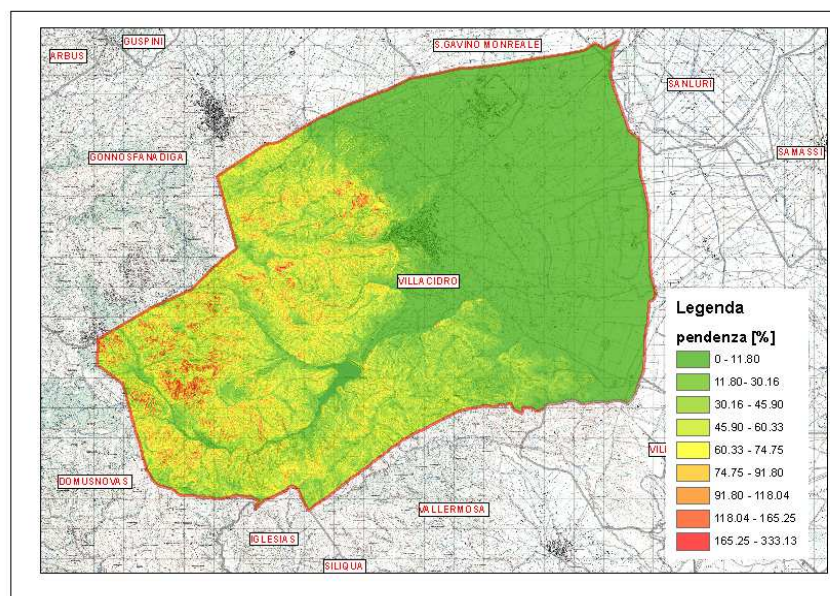 GUSPINI
S.GAVINO MONREALE
ARBUS
SANLURI
GONNOSFANADIGA
SAMASSI
VILLACIDRO
Legenda
pendenza [%]
0 - 11.80
11.80- 30.16
30.16 - 45.90
45.90 - 60.33
60.33 - 74.75
74.75 - 91.80
91.80 - 118.04
118.04 - 165.25
165.25 - 333.13
DOMUSNOVAS
VALLERMOSA
IGLESIAS
SILIQUA